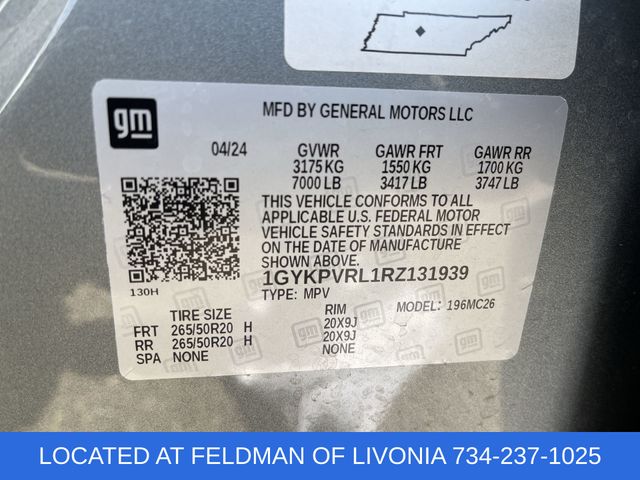 gm
MFD BY GENERAL MOTORS LLC
04/24 GVWR GAWR FRT GAWR RR
3175 KG 1550 KG 1700 KG
7000 LB 3417 LB 3747 LB
THIS VEHICLE CONFORMS TO ALL
APPLICABLE U.S. FEDERAL MOTOR
VEHICLE SAFETY STANDARDS IN EFFECT
ON THE DATE OF MANUFACTURE
SHOWN ABOVE.
1GYKPVRL1RZ131939
130H
TYPE: MPV
MODEL: 196MC26
TIRE SIZE RIM
FRT 265/50R20 H 20X9J
RR 265/50R20 H 20X9J
SPA NONE NONE
LOCATED AT FELDMAN OF LIVONIA 734-237-1025